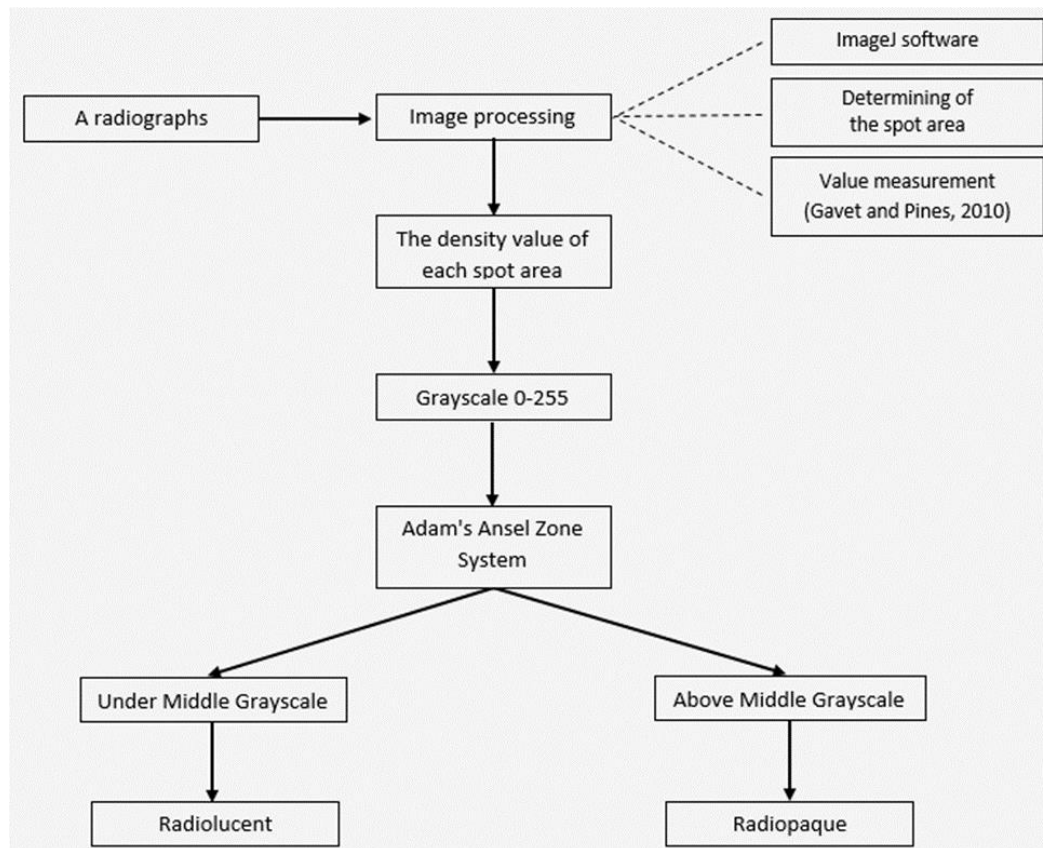 ImageJ software
A radiographs
Image processing
Determining of
the spot area
Value measurement
(Gavet and Pines, 2010)
The density value of
each spot area
Grayscale 0-255
Adam's Ansel Zone
System
Under Middle Grayscale
Above Middle Grayscale
Radiolucent
Radiopaque